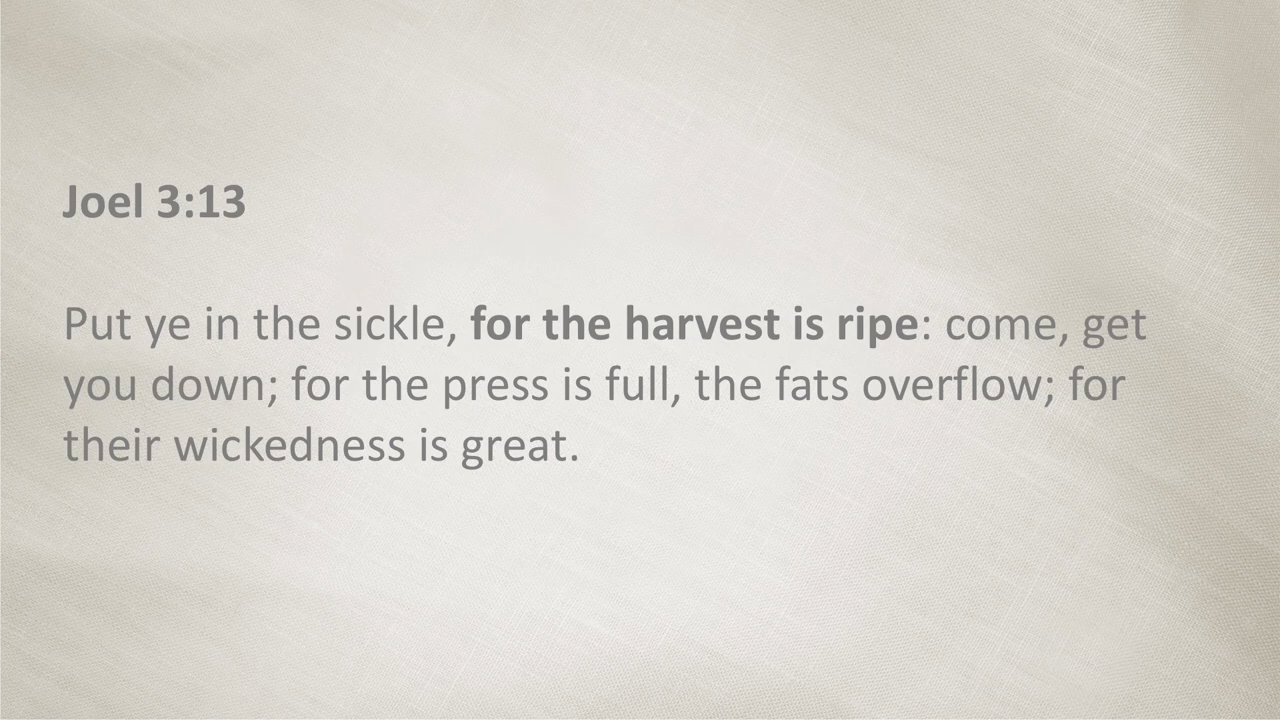 Joel 3:13
Put ye in the sickle, for the harvest is ripe: come, get
you down; for the press is full, the fats overflow; for
their wickedness is great.